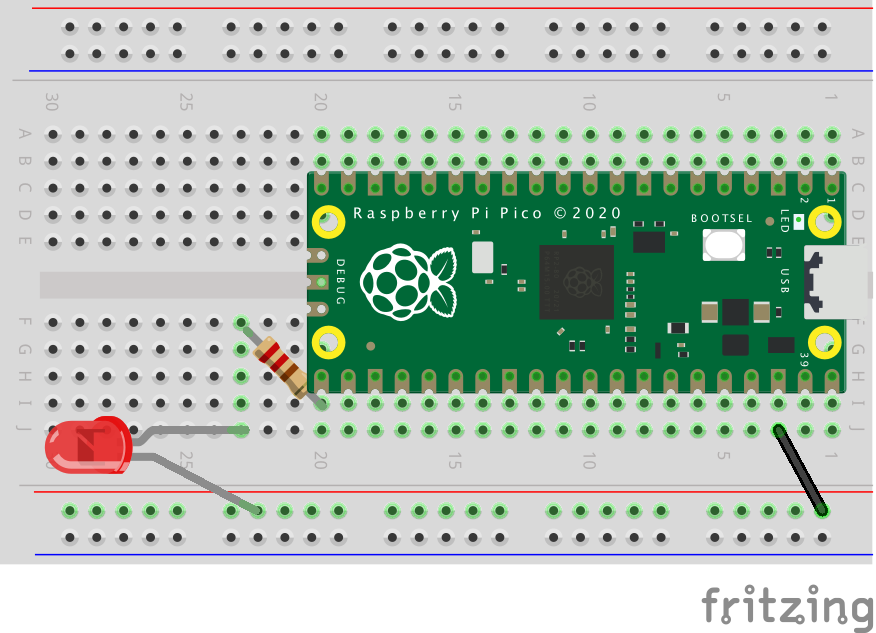 30 25 20 15 10 5 1
A A
B B
C C
D D
E E
Raspberry Pi Pico ©2020
BOOTSEL
LED
1
2
DEBUG
USB
39
F F
G G
H H
I I
J J
25 20 15 10 5 1
fritzing